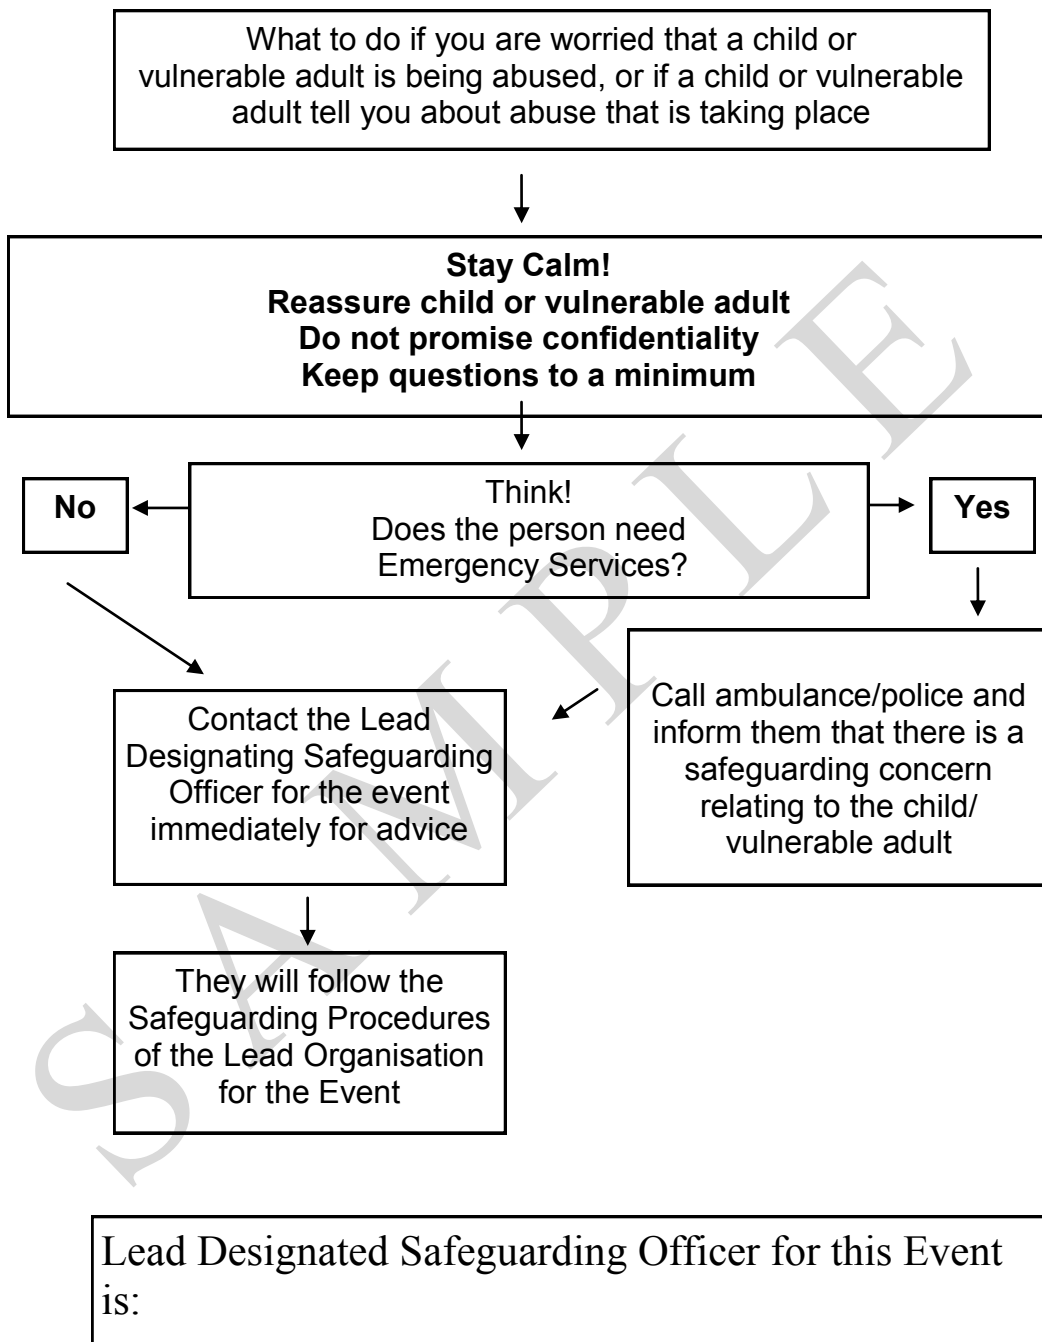 What to do if you are worried that a child or
vulnerable adult is being abused, or if a child or vulnerable
adult tell you about abuse that is taking place
Stay Calm!
Reassure child or vulnerable adult
Do not promise confidentiality
Keep questions to a minimum
No
Think!
Does the person need
Emergency Services?
Yes
Call ambulance/police and
inform them that there is a
safeguarding concern
relating to the child/
vulnerable adult
Contact the Lead
Designating Safeguarding
Officer for the event
immediately for advice
They will follow the
Safeguarding Procedures
of the Lead Organisation
for the Event
Lead Designated Safeguarding Officer for this Event
is:
SAMPLE